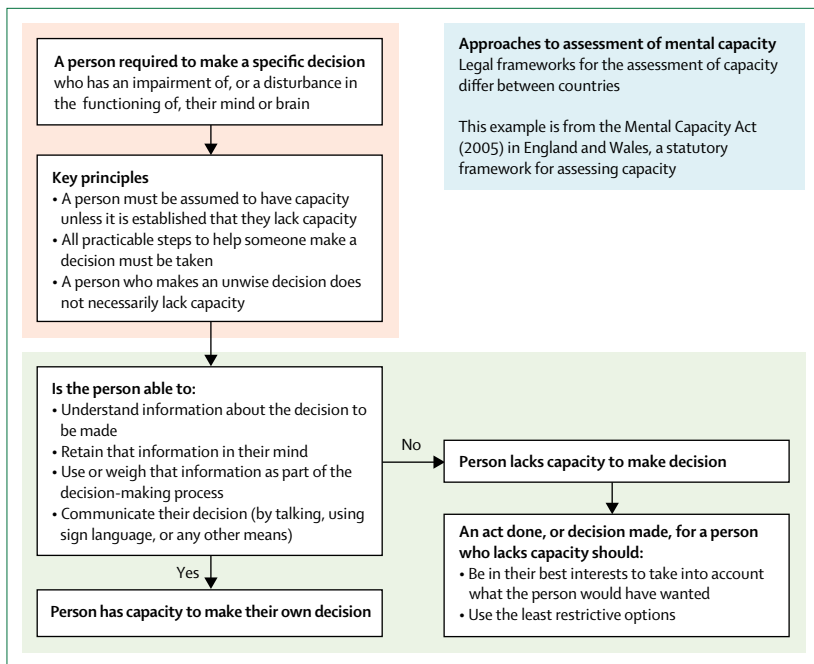 A person required to make a specific decision
who has an impairment of, or a disturbance in
the functioning of, their mind or brain
Approaches to assessment of mental capacity
Legal frameworks for the assessment of capacity
differ between countries
This example is from the Mental Capacity Act
(2005) in England and Wales, a statutory
framework for assessing capacity
Key principles
• A person must be assumed to have capacity
unless it is established that they lack capacity
• All practicable steps to help someone make a
decision must be taken
• A person who makes an unwise decision does
not necessarily lack capacity
Is the person able to:
• Understand information about the decision to
be made
• Retain that information in their mind
• Use or weigh that information as part of the
decision-making process
• Communicate their decision (by talking, using
sign language, or any other means)
No
Person lacks capacity to make decision
An act done, or decision made, for a person
who lacks capacity should:
• Be in their best interests to take into account
what the person would have wanted
• Use the least restrictive options
Yes
Person has capacity to make their own decision